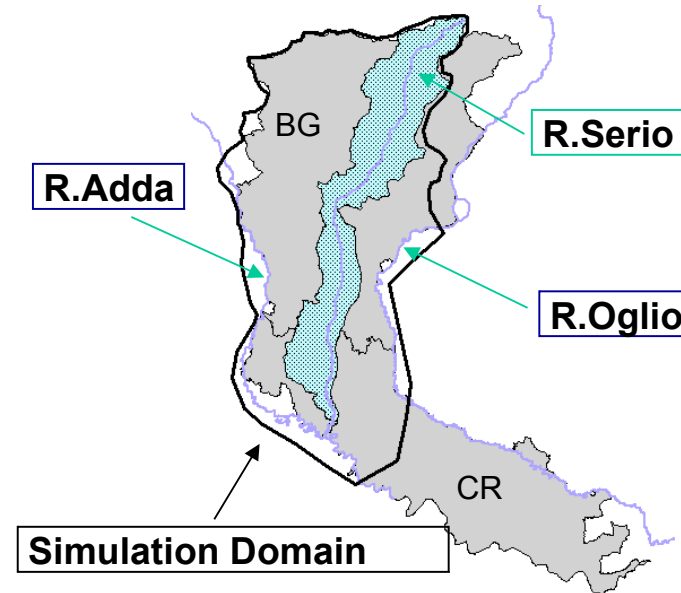 BG
R.Serio
R.Adda
R.Oglio
CR
Simulation Domain